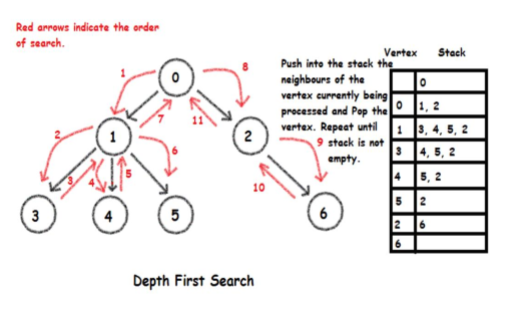 Red arrows indicate the order
of search.
Vertex Stack
Push into the stack the
neighbours of the
vertex currently being
processed and Pop the
vertex. Repeat until
stack is not
empty.
0
0 1, 2
1 3, 4, 5, 2
3 4, 5, 2
4 5, 2
5 2
2 6
6
0
1
2
3
4
5
6
1
2
3
4
5
6
7
8
9
10
11
Depth First Search